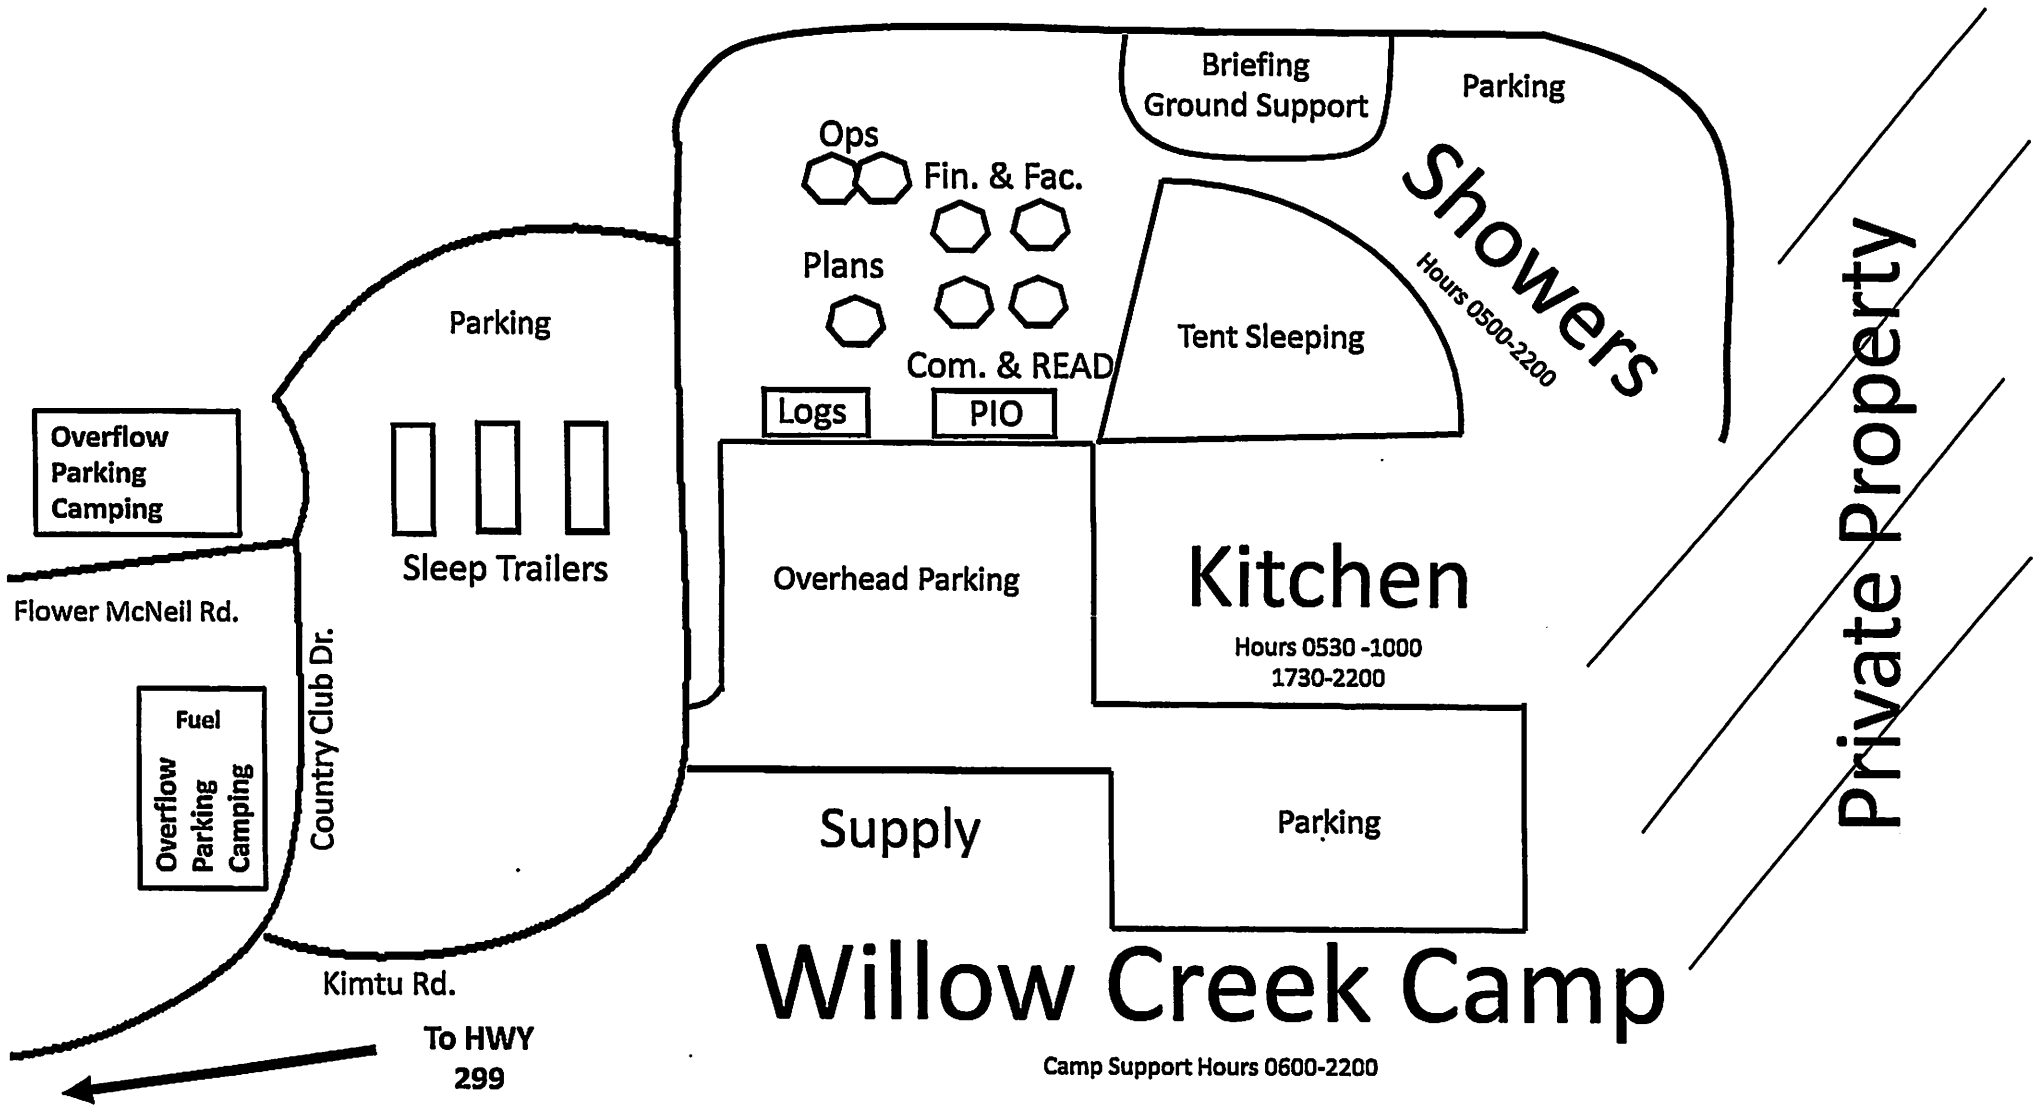 Briefing
Ground Support
Parking
Ops
Fin. & Fac.
Showers
Hours 0500-2200
Plans
Parking
Tent Sleeping
Com. & READ
Logs
PIO
Private Property
Overflow
Parking
Camping
Sleep Trailers
Overhead Parking
Kitchen
Hours 0530 -1000
1730-2200
Flower McNeil Rd.
Country Club Dr.
Fuel
Overflow
Parking
Camping
Supply
Parking
Kimtu Rd.
Willow Creek Camp
To HWY
299
Camp Support Hours 0600-2200